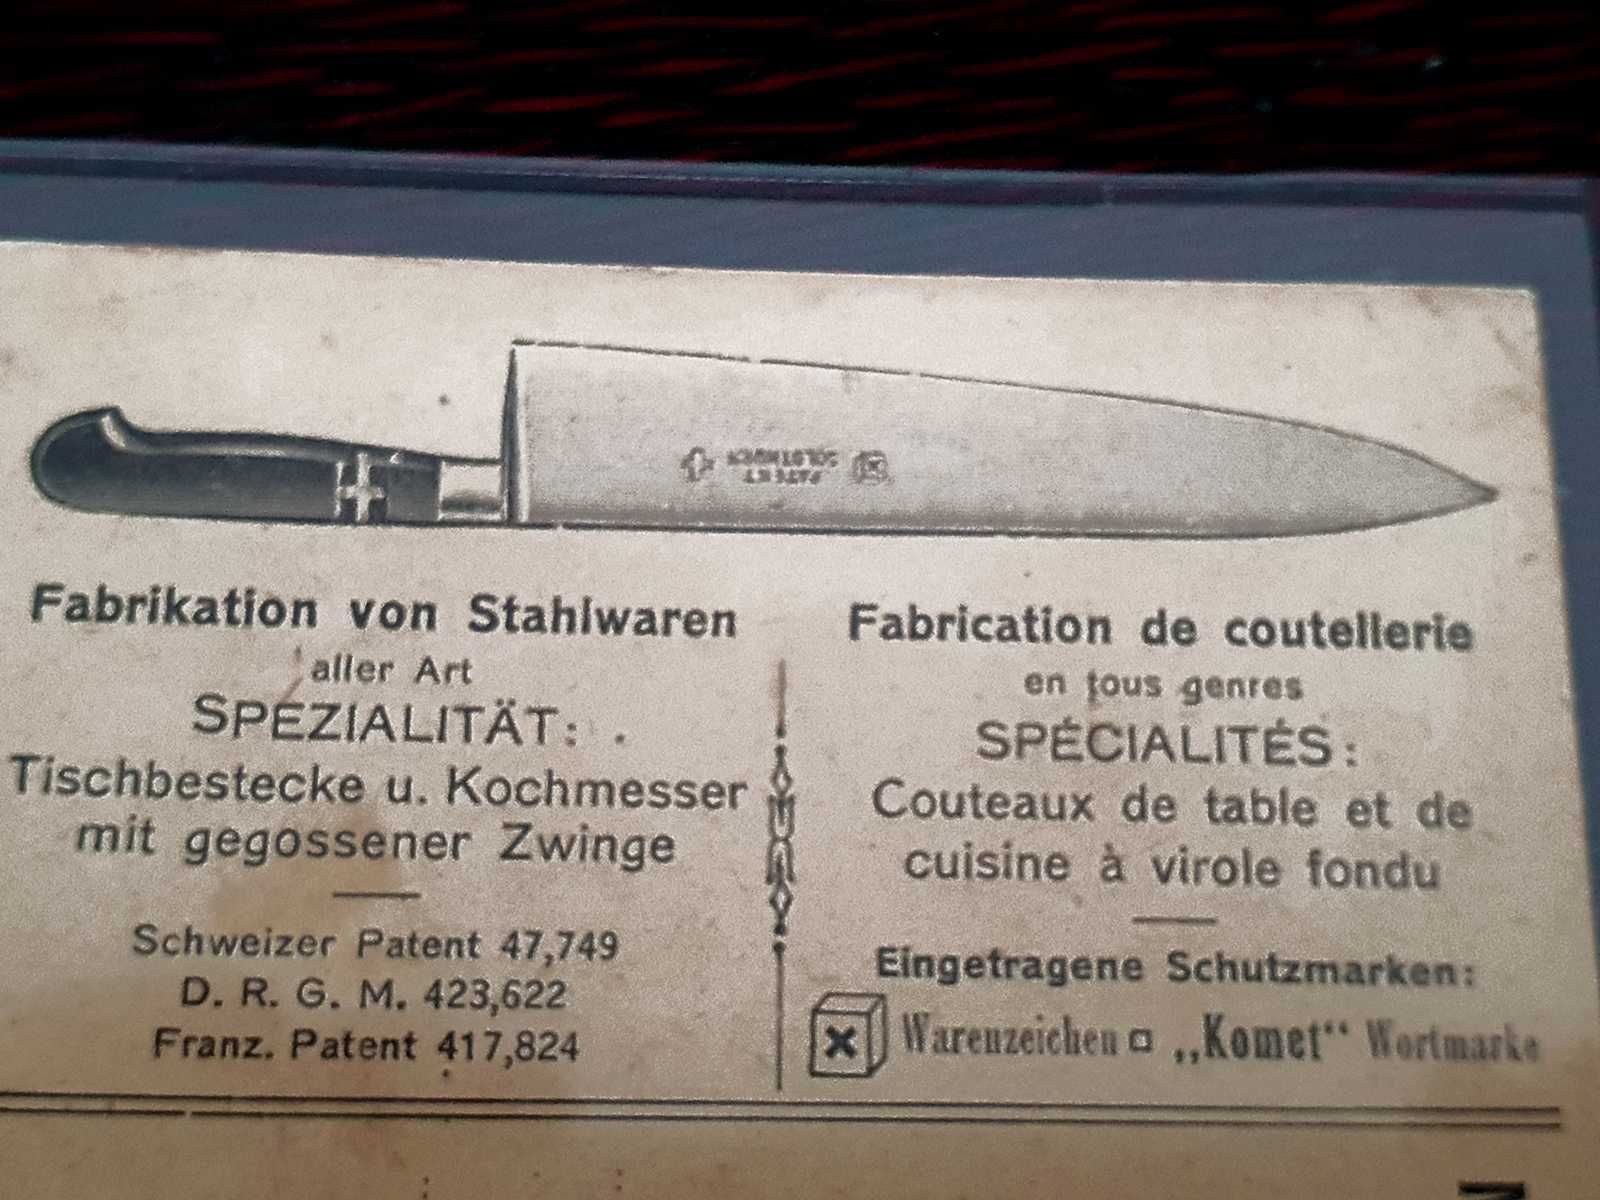 Fabrikation von Stahlwaren
aller Art
SPEZIALITÄT:
Tischbestecke u. Kochmesser
mit gegossener Zwinge
Schweizer Patent 47,749
D. R. G. M. 423,622
Franz. Patent 417,824
Fabrication de coutellerie
en tous genres
SPÉCIALITÉS:
Couteaux de table et de
cuisine à virole fondu
Eingetragene Schutzmarken:
Warenzeichen „Komet“ Wortmarke